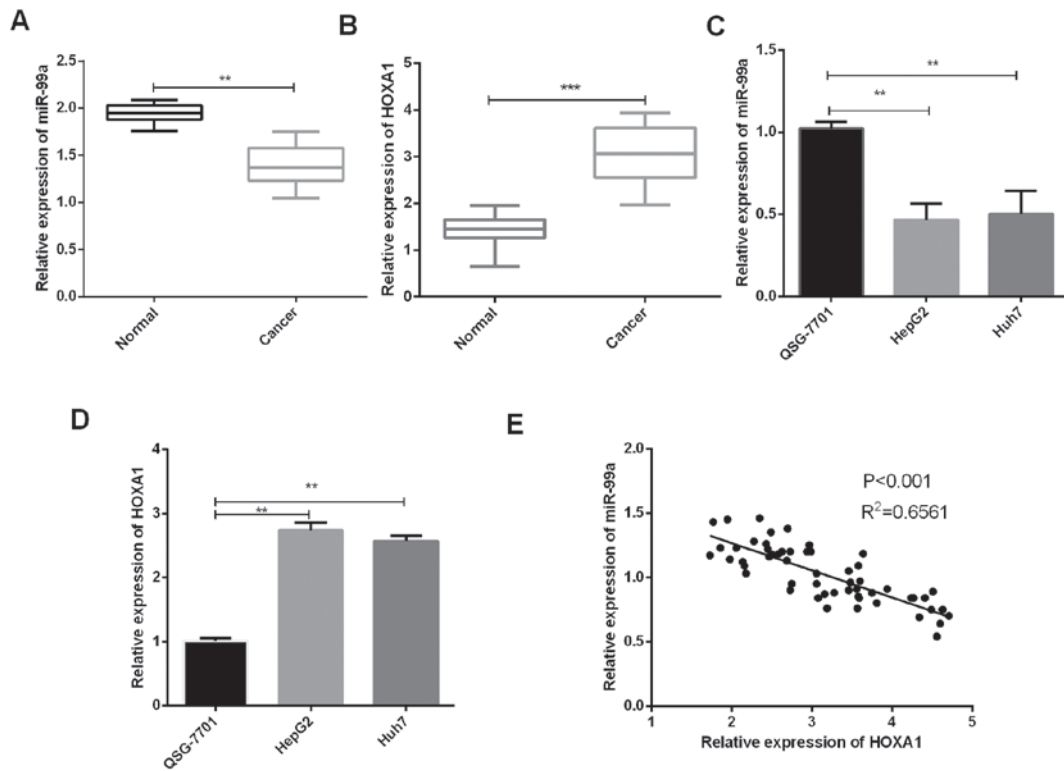 A
Relative expression of miR-99a
2.5
2.0
1.5
1.0
0.5
0.0
**
Normal
Cancer
B
Relative expression of HOXA1
5
4
3
2
1
0
***
Normal
Cancer
C
Relative expression of miR-99a
1.5
1.0
0.5
0.0
**
**
QSG-7701
HepG2
Huh7
D
Relative expression of HOXA1
4
3
2
1
0
**
**
QSG-7701
HepG2
Huh7
E
Relative expression of miR-99a
2.0
1.5
1.0
0.5
0.0
P<0.001
R²=0.6561
1 2 3 4 5
Relative expression of HOXA1